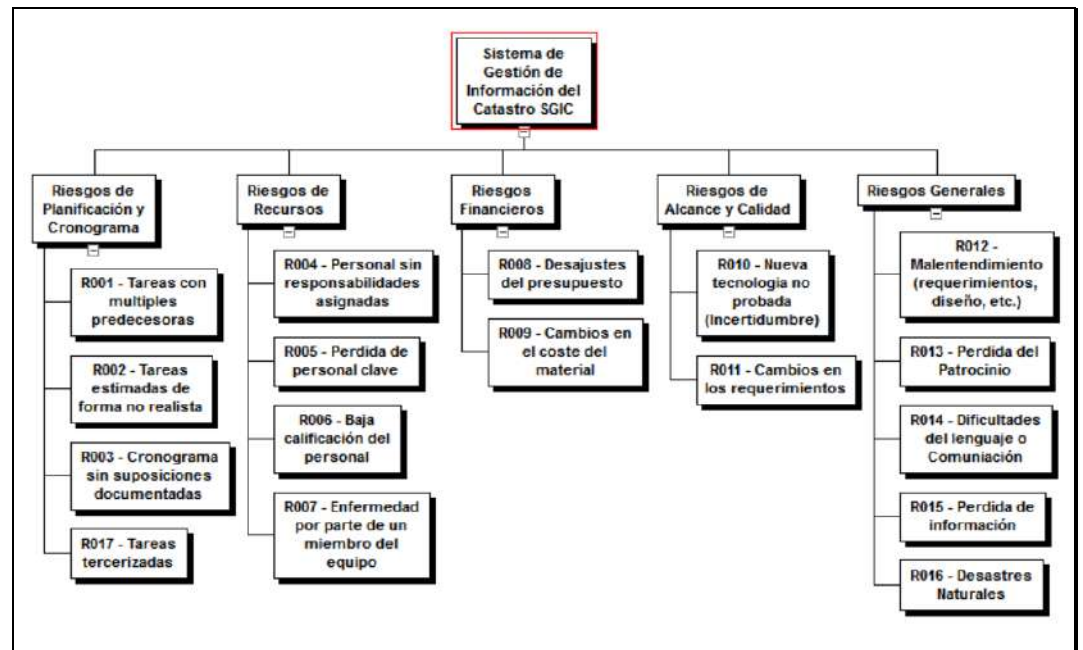 Sistema de
Gestión de
Información del
Catastro SGIC
Riesgos de
Planificación y
Cronograma
R001 - Tareas con
multiples
predecesoras
R002 - Tareas
estimadas de
forma no realista
R003 - Cronograma
sin suposiciones
documentadas
R017 - Tareas
tercerizadas
Riesgos de
Recursos
R004 - Personal sin
responsabilidades
asignadas
R005 - Perdida de
personal clave
R006 - Baja
calificación del
personal
R007 - Enfermedad
por parte de un
miembro del
equipo
Riesgos
Financieros
R008 - Desajustes
del presupuesto
R009 - Cambios en
el coste del
material
Riesgos de
Alcance y Calidad
R010 - Nueva
tecnologia no
probada
(Incertidumbre)
R011 - Cambios en
los requerimientos
Riesgos Generales
R012 -
Malentendimiento
(requerimientos,
diseño, etc.)
R013 - Perdida del
Patrocinio
R014 - Dificultades
del lenguaje o
Comuniación
R015 - Perdida de
información
R016 - Desastres
Naturales